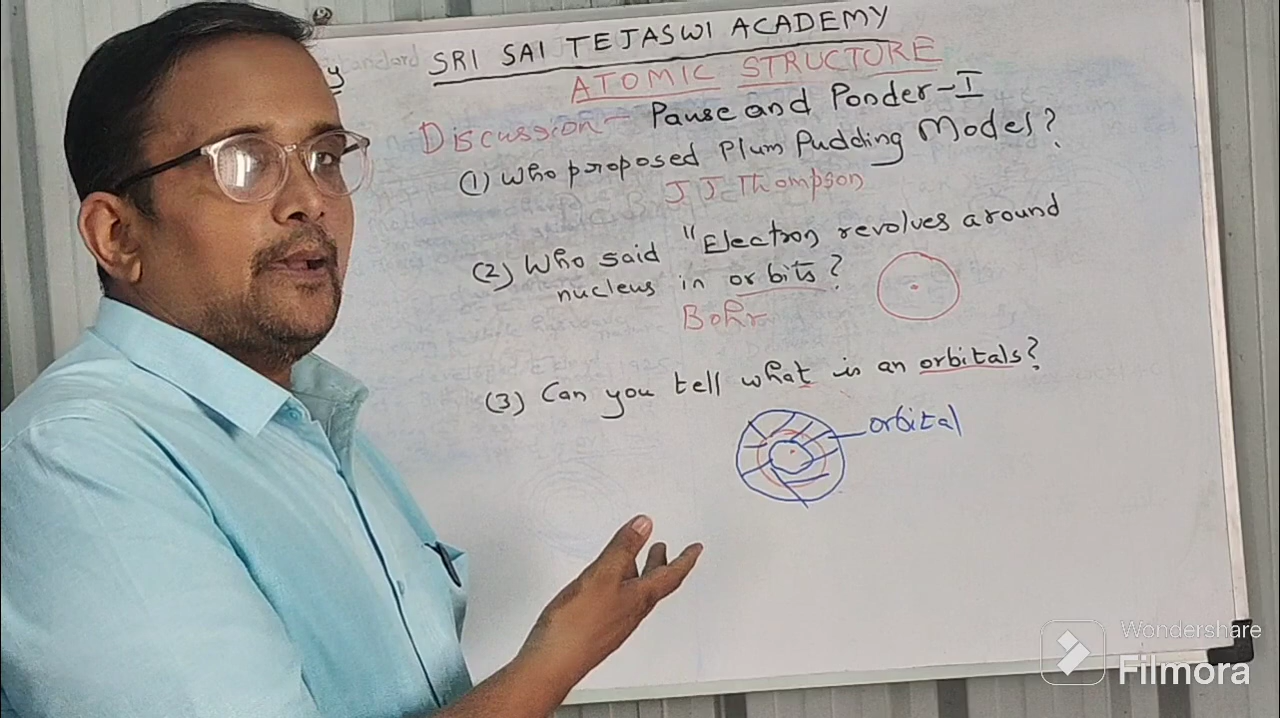 SRI SAI TEJASWI ACADEMY
y
ATOMIC STRUCTURE
Discussion - Pause and Ponder-I
(1) Who proposed Plum Pudding Model?
J J Thompson
(2) Who said "Electron revolves around
nucleus in orbits?
Bohr
(3) Can you tell what is an orbitals?
orbital
Wondershare
Filmora